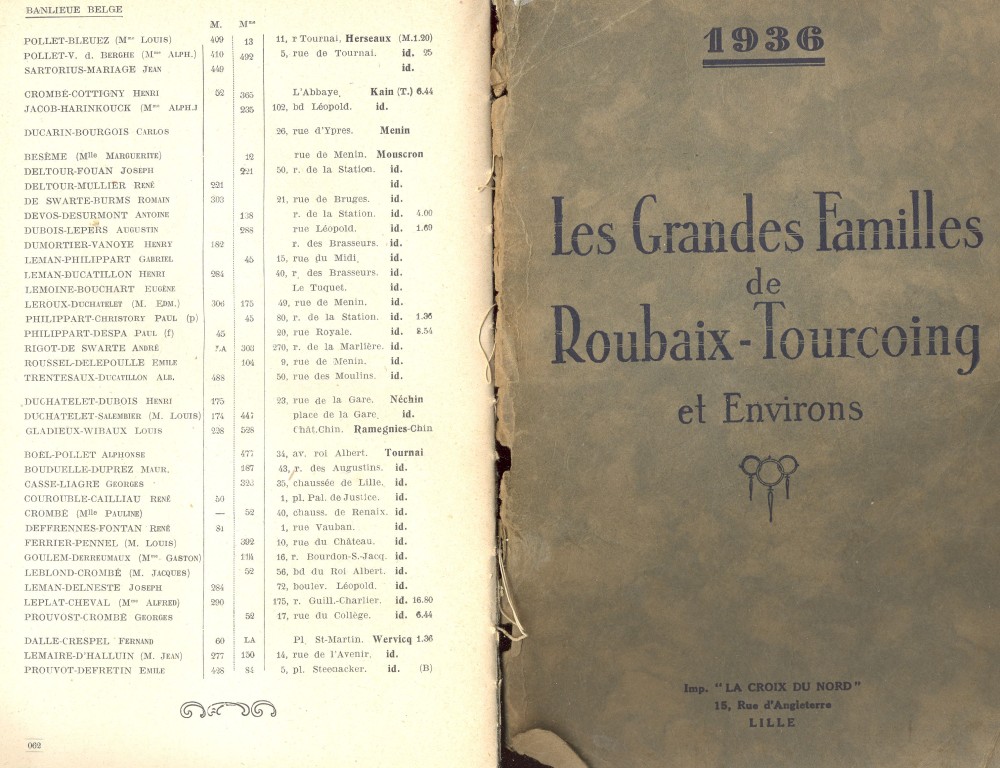 BANLIEUE BELGE
M. Mme
POLLET-BLEUEZ (Mme LOUIS) 409 13 11, r Tournai, Herseaux (M.1.20)
POLLET-V. d. BERGHE (Mme ALPH.) 410 492 5, rue de Tournai. id. 25
SARTORIUS-MARIAGE JEAN 449 id.
CROMBÉ-COTTIGNY HENRI 52 365 L'Abbaye, Kain (T.) 6.44
JACOB-HARINKOUCK (Mme ALPH.) 235 102, bd Léopold. id.
DUCARIN-BOURGOIS CARLOS 26, rue d'Ypres. Menin
BESÈME (Mlle MARGUERITE) 12 rue de Menin. Mouscron
DELTOUR-FOUAN JOSEPH 221 50, r. de la Station. id.
DELTOUR-MULLIER RENÉ 221 id.
DE SWARTE-BURMS ROMAIN 303 21, rue de Bruges. id.
DEVOS-DESURMONT ANTOINE 138 r. de la Station. id. 4.00
DUBOIS-LEPERS AUGUSTIN 288 rue Léopold. id. 1.69
DUMORTIER-VANOYE HENRY 182 r. des Brasseurs. id.
LEMAN-PHILIPPART GABRIEL 45 15, rue du Midi, id.
LEMAN-DUCATILLON HENRI 284 40, r. des Brasseurs. id.
LEMOINE-BOUCHART EUGÈNE Le Tuquet. id.
LEROUX-DUCHATELET (M. EDM.) 306 175 49, rue de Menin. id.
PHILIPPART-CHRISTORY PAUL (p) 45 80, r. de la Station. id. 1.36
PHILIPPART-DESPA PAUL (f) 45 20, rue Royale. id. 8.54
RIGOT-DE SWARTE ANDRÉ LA 303 270, r. de la Marlière. id.
ROUSSEL-DELEPOULLE EMILE 104 9, rue de Menin. id.
TRENTESAUX-DUCATILLON ALB. 488 50, rue des Moulins. id.
DUCHATELET-DUBOIS HENRI 175 23, rue de la Gare. Néchin
DUCHATELET-SALEMBIER (M. LOUIS) 174 447 place de la Gare, id.
GLADIEUX-WIBAUX LOUIS 228 528 Chât.Chin. Ramegnies-Chin
BOEL-POLLET ALPHONSE 477 34, av. roi Albert. Tournai
BOUDUELLE-DUPREZ MAUR. 187 43, r. des Augustins. id.
CASSE-LIAGRE GEORGES 35, chaussée de Lille. id.
COUROUBLE-CAILLIAU RENÉ 50 1, pl. Pal. de Justice. id.
CROMBÉ (Mlle PAULINE) — 52 40, chauss. de Renaix. id.
DEFFRENNES-FONTAN RENÉ 81 1, rue Vauban. id.
FERRIER-PENNEL (M. LOUIS) 392 10, rue du Château. id.
GOULEM-DERREUMAUX (Mme GASTON) 16, r. Bourdon-S.-Jacq. id.
LEBLOND-CROMBÉ (M. JACQUES) 52 56, bd du Roi Albert. id.
LEMAN-DELNESTE JOSEPH 284 72, boulev. Léopold. id.
LEPLAT-CHEVAL (Mme ALFRED) 290 175, r. Guill.-Charlier. id. 16.80
PROUVOST-CROMBÉ GEORGES 52 17, rue du Collège. id. 6.44
DALLE-CRESPEL FERNAND 60 LA Pl. St-Martin. Wervicq 1.36
LEMAIRE-D'HALLUIN (M. JEAN) 277 150 14, rue de l'Avenir. id.
PROUVOT-DEFRETIN EMILE 428 84 5, pl. Steenacker. id. (B)
062
1936
Les Grandes Familles
de
Roubaix-Tourcoing
et Environs
Imp. "LA CROIX DU NORD"
15, Rue d'Angleterre
LILLE